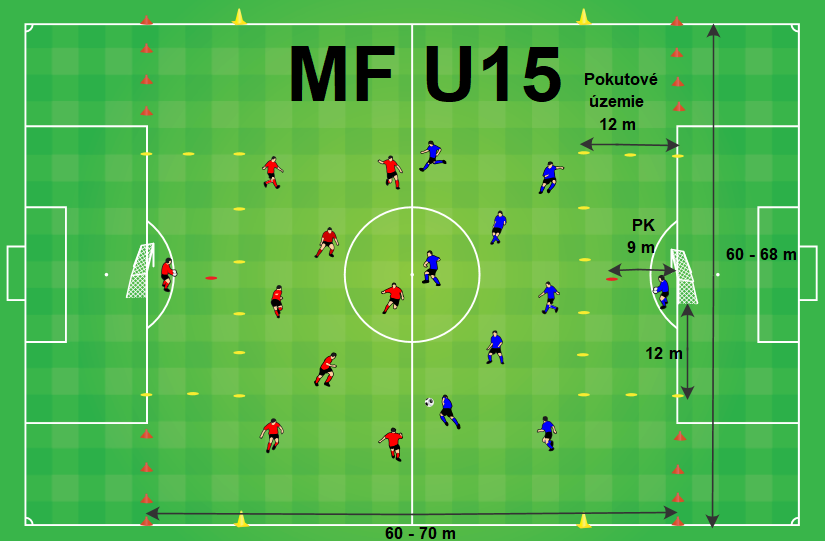 MF U15
Pokutové
územie
12 m
PK
9 m
60 - 68 m
12 m
60 - 70 m